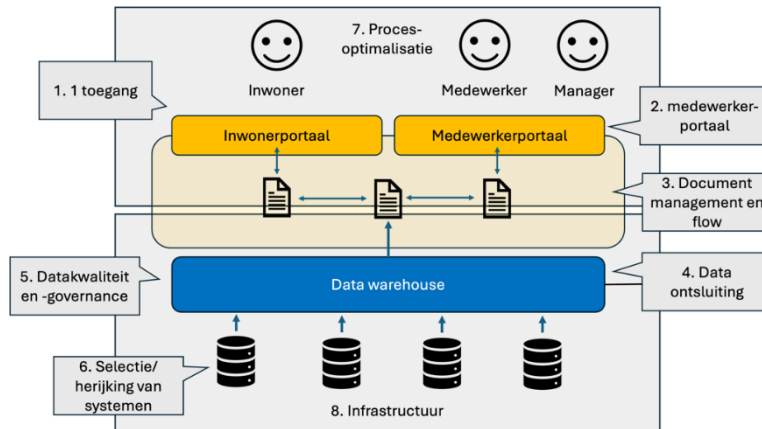 7. Proces-
optimalisatie
Inwoner
Medewerker
Manager
1. 1 toegang
2. medewerker-
portaal
Inwonerportaal
Medewerkerportaal
3. Document
management en
flow
5. Datakwaliteit
en -governance
Data warehouse
4. Data
ontsluiting
6. Selectie/
herijking van
systemen
8. Infrastructuur